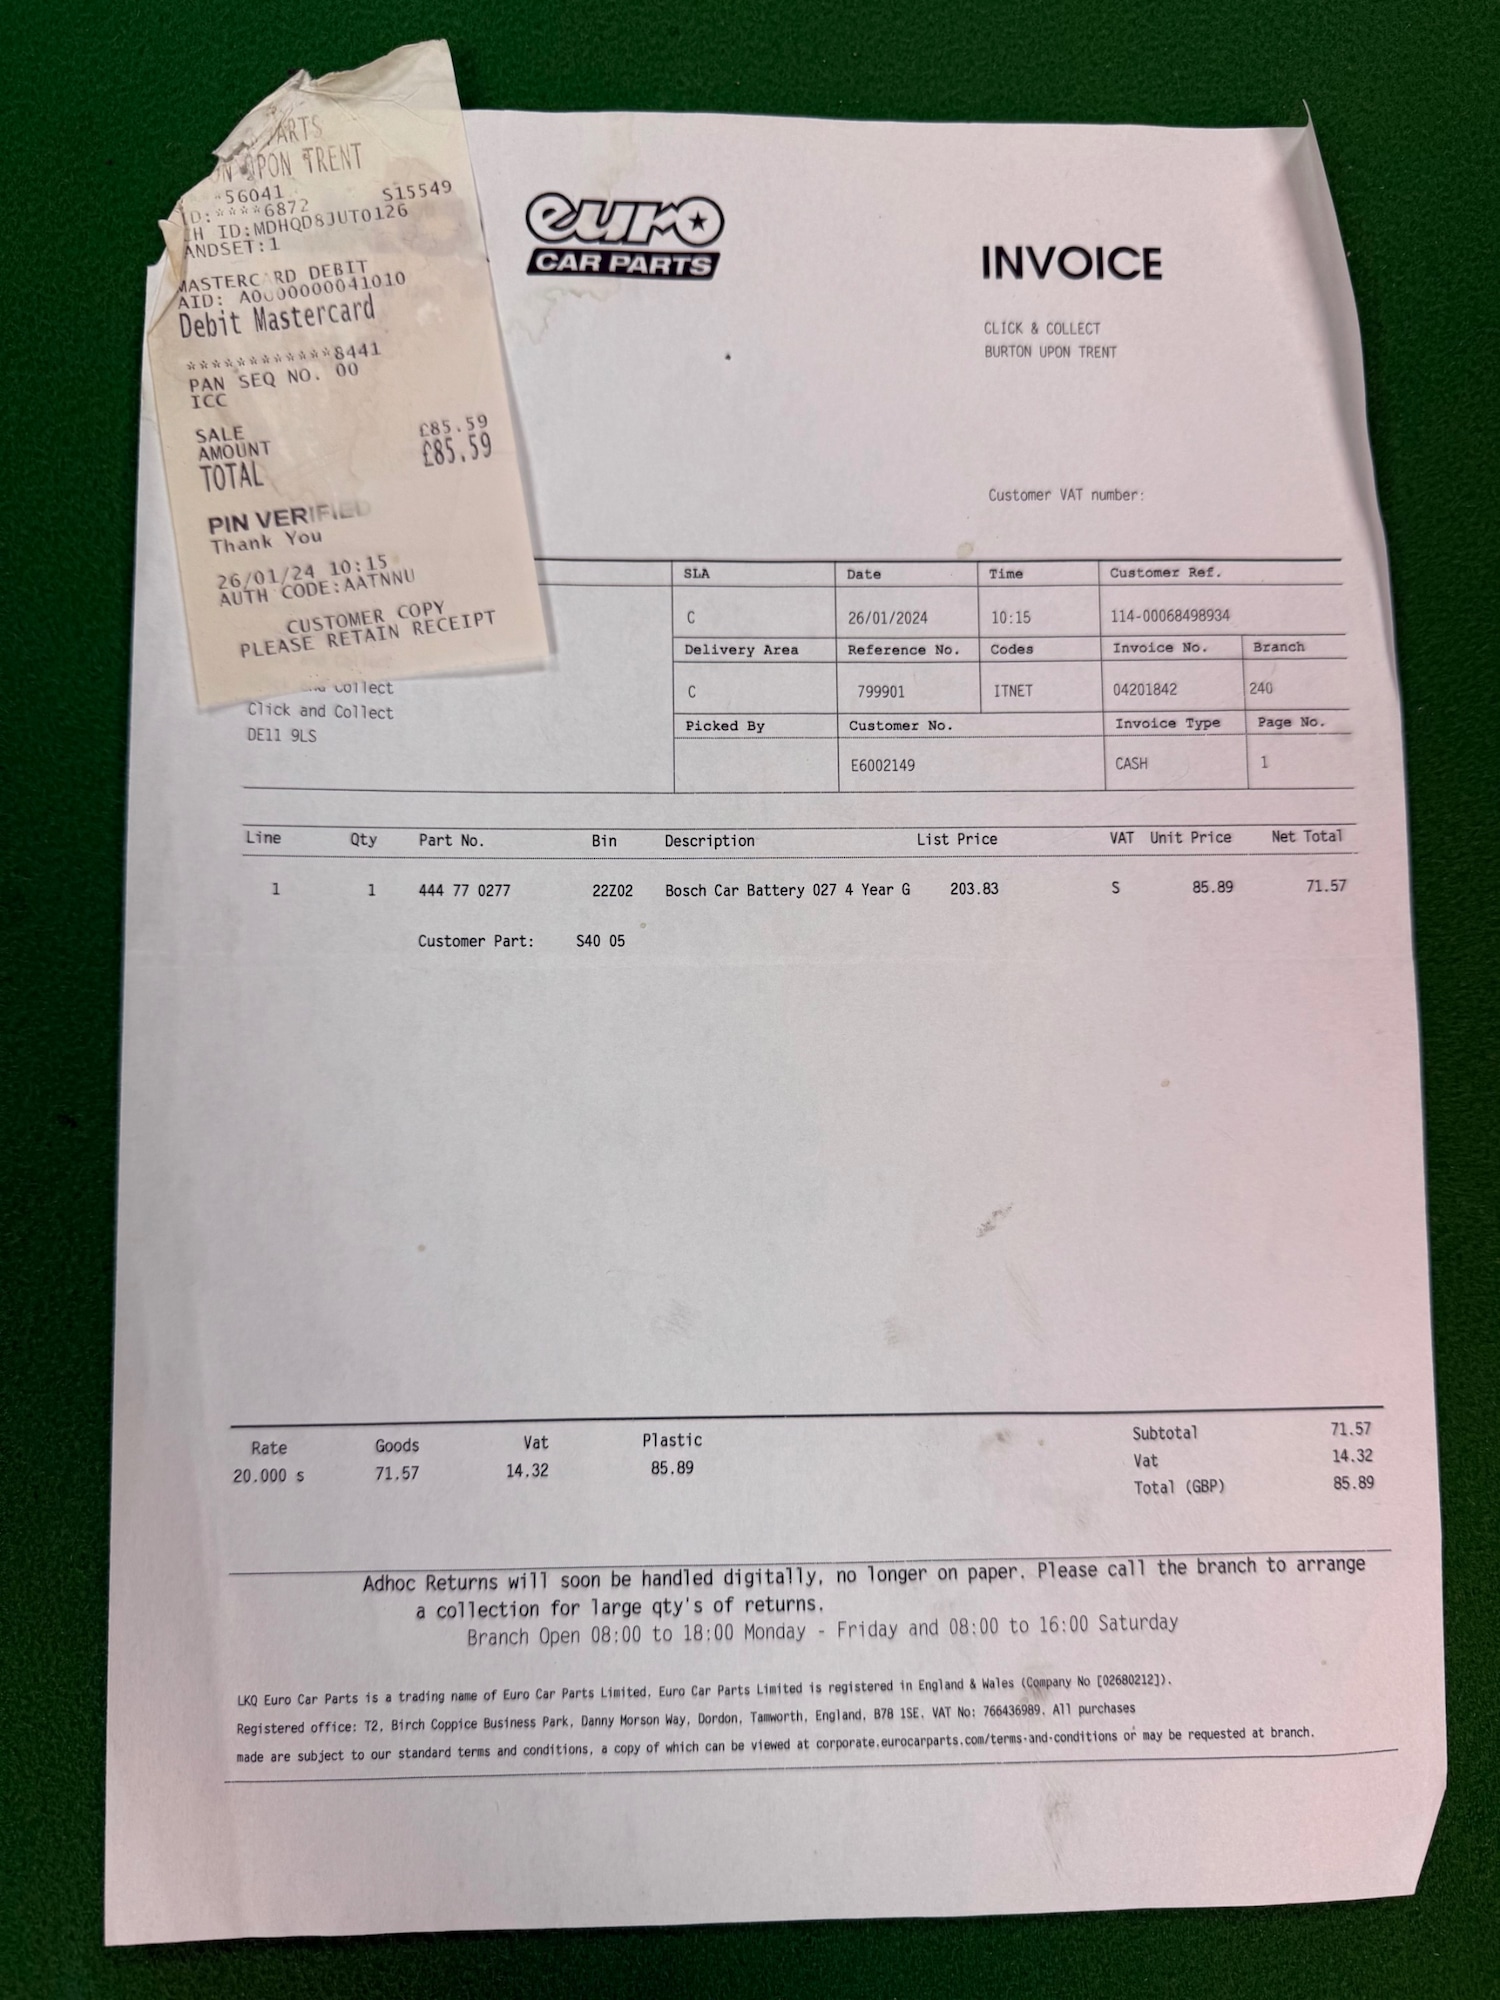 ARTS
UPON TRENT
*56041 S15549
ID:****6872
H ID:MDHQD8JUT0126
ANDSET:1
MASTERC RD DEBIT
AID: A0000000041010
Debit Mastercard
************8441
PAN SEQ NO. 00
ICC
SALE
AMOUNT £85.59
TOTAL £85.59
PIN VERIFIED
Thank You
26/01/24 10:15
AUTH CODE:AATNNU
CUSTOMER COPY
PLEASE RETAIN RECEIPT
euro
CAR PARTS
INVOICE
CLICK & COLLECT
BURTON UPON TRENT
Customer VAT number:
SLA Date Time Customer Ref.
C 26/01/2024 10:15 114-00068498934
Delivery Area Reference No. Codes Invoice No. Branch
C 799901 ITNET 04201842 240
Picked By Customer No. Invoice Type Page No.
E6002149 CASH 1
Collect
Click and Collect
DE11 9LS
Line Qty Part No. Bin Description List Price VAT Unit Price Net Total
1 1 444 77 0277 22Z02 Bosch Car Battery 027 4 Year G 203.83 S 85.89 71.57
Customer Part: S40 05
Rate Goods Vat Plastic
20.000 s 71.57 14.32 85.89
Subtotal 71.57
Vat 14.32
Total (GBP) 85.89
Adhoc Returns will soon be handled digitally, no longer on paper. Please call the branch to arrange
a collection for large qty's of returns.
Branch Open 08:00 to 18:00 Monday - Friday and 08:00 to 16:00 Saturday
LKQ Euro Car Parts is a trading name of Euro Car Parts Limited. Euro Car Parts Limited is registered in England & Wales (Company No [02680212]).
Registered office: T2, Birch Coppice Business Park, Danny Morson Way, Dordon, Tamworth, England, B78 1SE. VAT No: 766436989. All purchases
made are subject to our standard terms and conditions, a copy of which can be viewed at corporate.eurocarparts.com/terms-and-conditions or may be requested at branch.